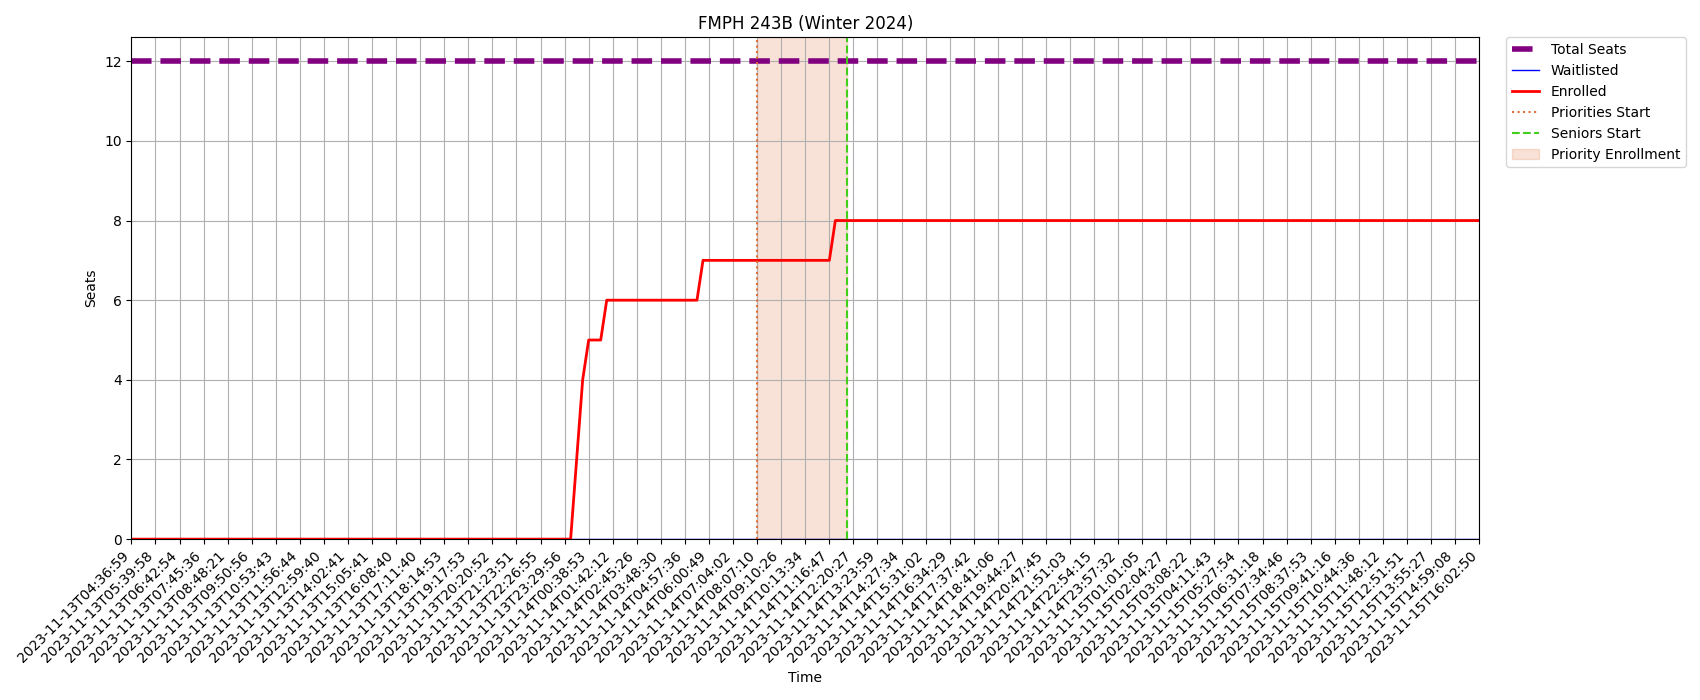 FMPH 243B (Winter 2024)
Total Seats
Waitlisted
Enrolled
Priorities Start
Seniors Start
Priority Enrollment
Seats
12
10
8
6
4
2
0
2023-11-13T04:36:59
2023-11-13T05:39:58
2023-11-13T06:42:54
2023-11-13T07:45:36
2023-11-13T08:48:21
2023-11-13T09:50:56
2023-11-13T10:53:43
2023-11-13T11:56:44
2023-11-13T12:59:40
2023-11-13T14:02:41
2023-11-13T15:05:41
2023-11-13T16:08:40
2023-11-13T17:11:40
2023-11-13T18:14:53
2023-11-13T19:17:53
2023-11-13T20:20:52
2023-11-13T21:23:51
2023-11-13T22:26:55
2023-11-13T23:29:56
2023-11-14T00:38:53
2023-11-14T01:42:12
2023-11-14T02:45:26
2023-11-14T03:48:30
2023-11-14T04:57:36
2023-11-14T06:00:49
2023-11-14T07:04:02
2023-11-14T08:07:10
2023-11-14T09:10:26
2023-11-14T10:13:34
2023-11-14T11:16:47
2023-11-14T12:20:27
2023-11-14T13:23:59
2023-11-14T14:27:34
2023-11-14T15:31:02
2023-11-14T16:34:29
2023-11-14T17:37:42
2023-11-14T18:41:06
2023-11-14T19:44:27
2023-11-14T20:47:45
2023-11-14T21:51:03
2023-11-14T22:54:15
2023-11-14T23:57:32
2023-11-15T01:01:05
2023-11-15T02:04:27
2023-11-15T03:08:22
2023-11-15T04:11:43
2023-11-15T05:27:54
2023-11-15T06:31:18
2023-11-15T07:34:46
2023-11-15T08:37:53
2023-11-15T09:41:16
2023-11-15T10:44:36
2023-11-15T11:48:12
2023-11-15T12:51:51
2023-11-15T13:55:27
2023-11-15T14:59:08
2023-11-15T16:02:50
Time